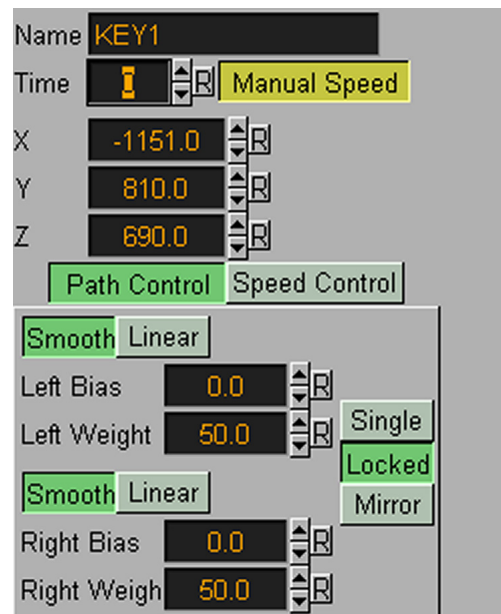 Name KEY1
Time R Manual Speed
X -1151.0 R
Y 810.0 R
Z 690.0 R
Path Control Speed Control
Smooth Linear
Left Bias 0.0 R
Left Weight 50.0 R
Single
Locked
Mirror
Smooth Linear
Right Bias 0.0 R
Right Weigh 50.0 R